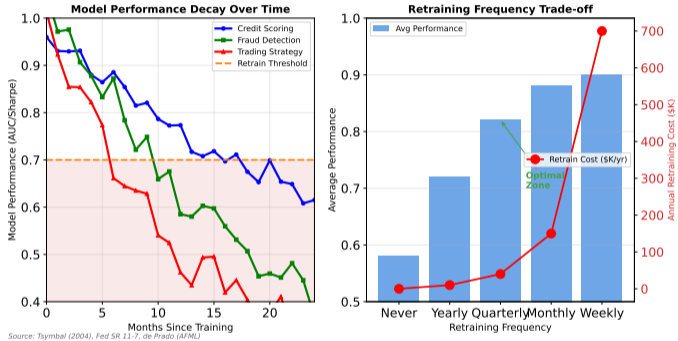 Model Performance Decay Over Time
Model Performance (AUC/Sharpe)
1.0
0.9
0.8
0.7
0.6
0.5
0.4
Credit Scoring
Fraud Detection
Trading Strategy
Retrain Threshold
0 5 10 15 20
Months Since Training
Source: Tsymbal (2004), Fed SR 11-7, de Prado (AFML)
Retraining Frequency Trade-off
Average Performance
1.0
0.9
0.8
0.7
0.6
0.5
Avg Performance
Retrain Cost ($K/yr)
Optimal
Zone
Never Yearly Quarterly Monthly Weekly
Retraining Frequency
700
600
500
400
300
200
100
0
Annual Retraining Cost ($K)